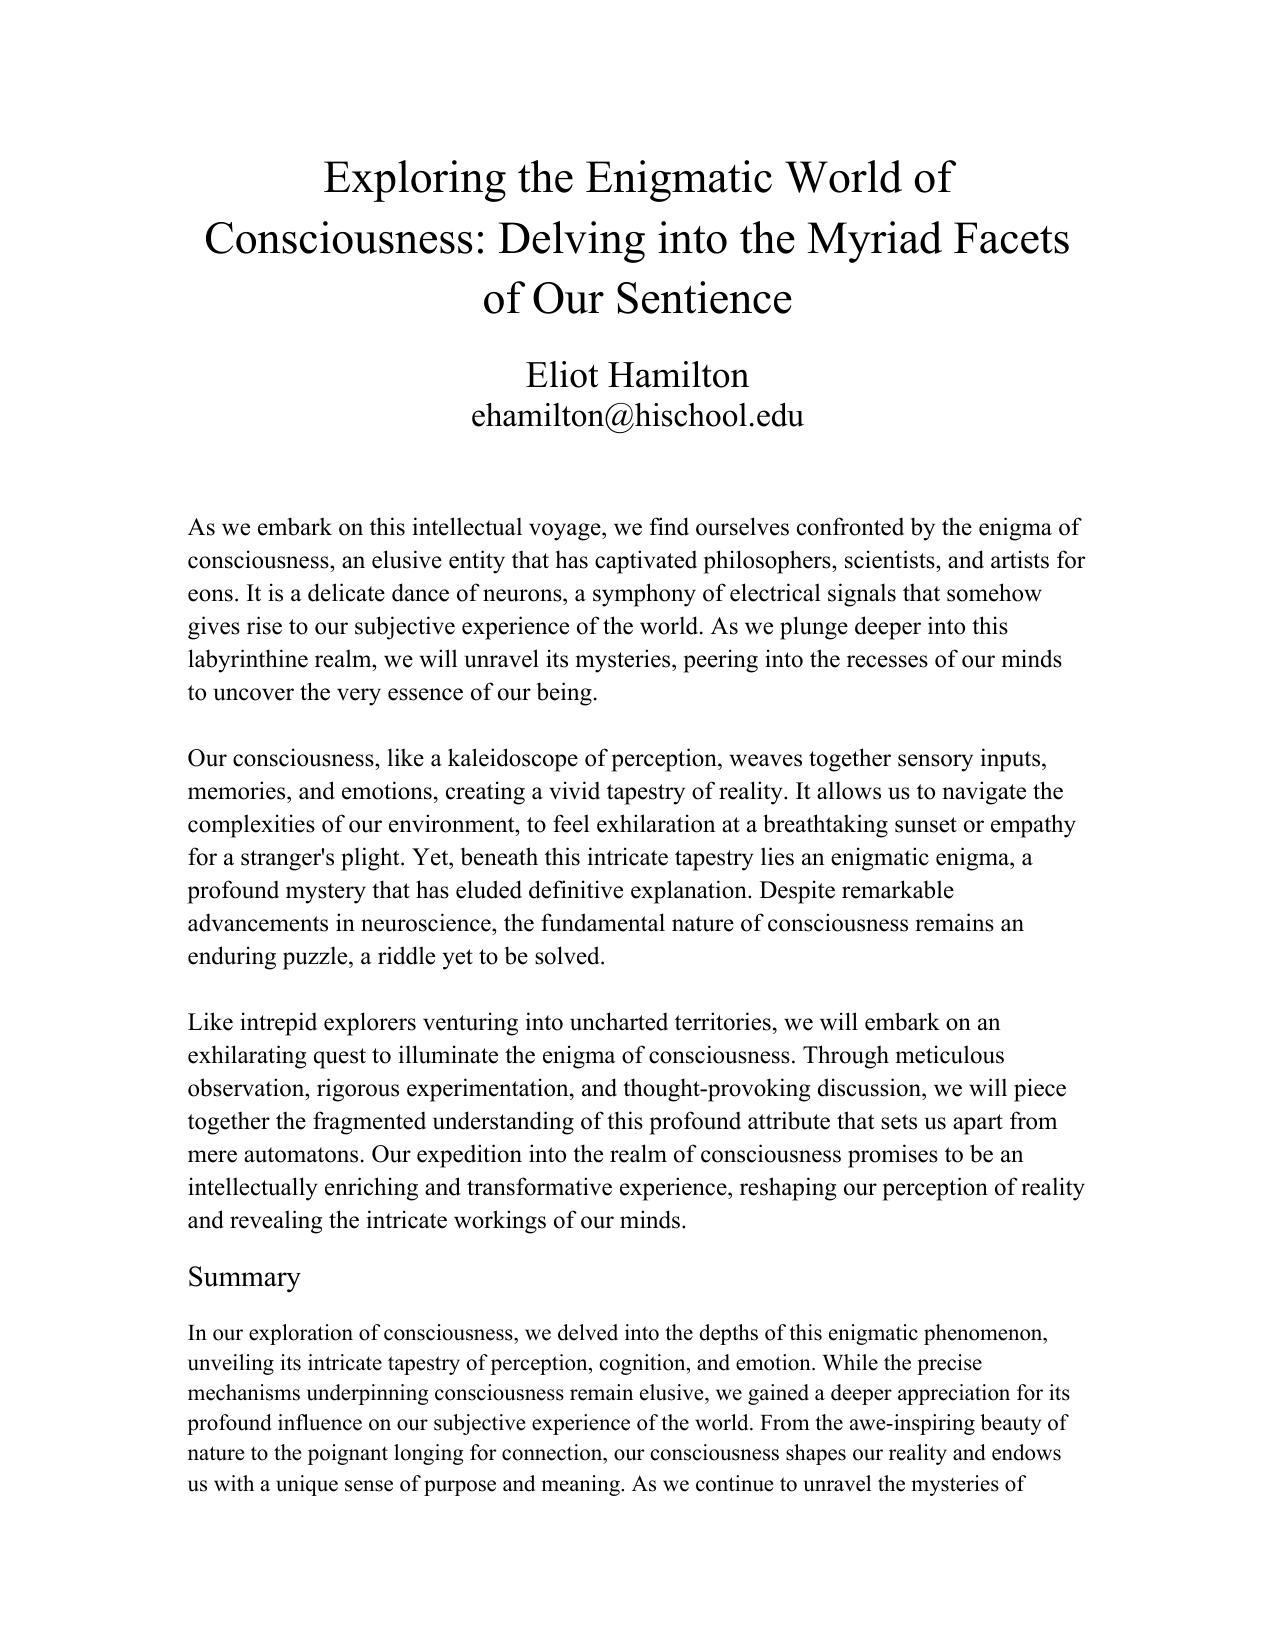 Exploring the Enigmatic World of
Consciousness: Delving into the Myriad Facets
of Our Sentience
Eliot Hamilton
ehamilton@hischool.edu
As we embark on this intellectual voyage, we find ourselves confronted by the enigma of
consciousness, an elusive entity that has captivated philosophers, scientists, and artists for
eons. It is a delicate dance of neurons, a symphony of electrical signals that somehow
gives rise to our subjective experience of the world. As we plunge deeper into this
labyrinthine realm, we will unravel its mysteries, peering into the recesses of our minds
to uncover the very essence of our being.
Our consciousness, like a kaleidoscope of perception, weaves together sensory inputs,
memories, and emotions, creating a vivid tapestry of reality. It allows us to navigate the
complexities of our environment, to feel exhilaration at a breathtaking sunset or empathy
for a stranger's plight. Yet, beneath this intricate tapestry lies an enigmatic enigma, a
profound mystery that has eluded definitive explanation. Despite remarkable
advancements in neuroscience, the fundamental nature of consciousness remains an
enduring puzzle, a riddle yet to be solved.
Like intrepid explorers venturing into uncharted territories, we will embark on an
exhilarating quest to illuminate the enigma of consciousness. Through meticulous
observation, rigorous experimentation, and thought-provoking discussion, we will piece
together the fragmented understanding of this profound attribute that sets us apart from
mere automatons. Our expedition into the realm of consciousness promises to be an
intellectually enriching and transformative experience, reshaping our perception of reality
and revealing the intricate workings of our minds.
Summary
In our exploration of consciousness, we delved into the depths of this enigmatic phenomenon,
unveiling its intricate tapestry of perception, cognition, and emotion. While the precise
mechanisms underpinning consciousness remain elusive, we gained a deeper appreciation for its
profound influence on our subjective experience of the world. From the awe-inspiring beauty of
nature to the poignant longing for connection, our consciousness shapes our reality and endows
us with a unique sense of purpose and meaning. As we continue to unravel the mysteries of